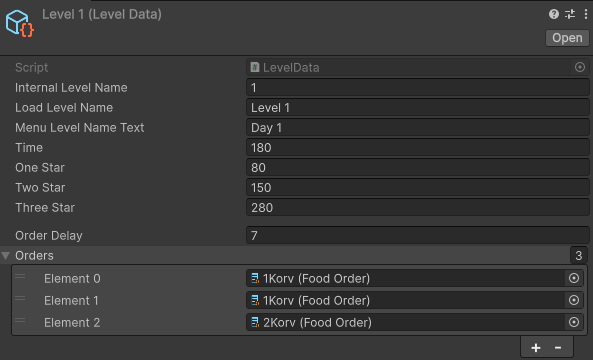 Level 1 (Level Data)
Open
Script LevelData
Internal Level Name 1
Load Level Name Level 1
Menu Level Name Text Day 1
Time 180
One Star 80
Two Star 150
Three Star 280
Order Delay 7
Orders 3
Element 0 1Korv (Food Order)
Element 1 1Korv (Food Order)
Element 2 2Korv (Food Order)
+ -